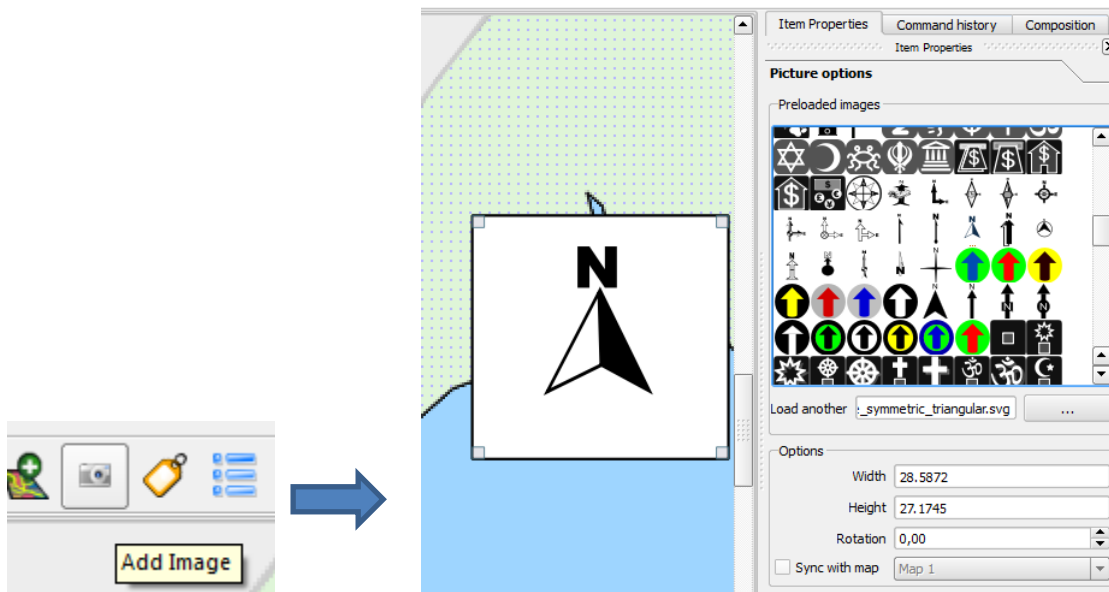 Add Image
N
Item Properties
Command history
Composition
Item Properties
Picture options
Preloaded images
Load another
:_symmetric_triangular.svg
...
Options
Width
28.5872
Height
27.1745
Rotation
0,00
Sync with map
Map 1